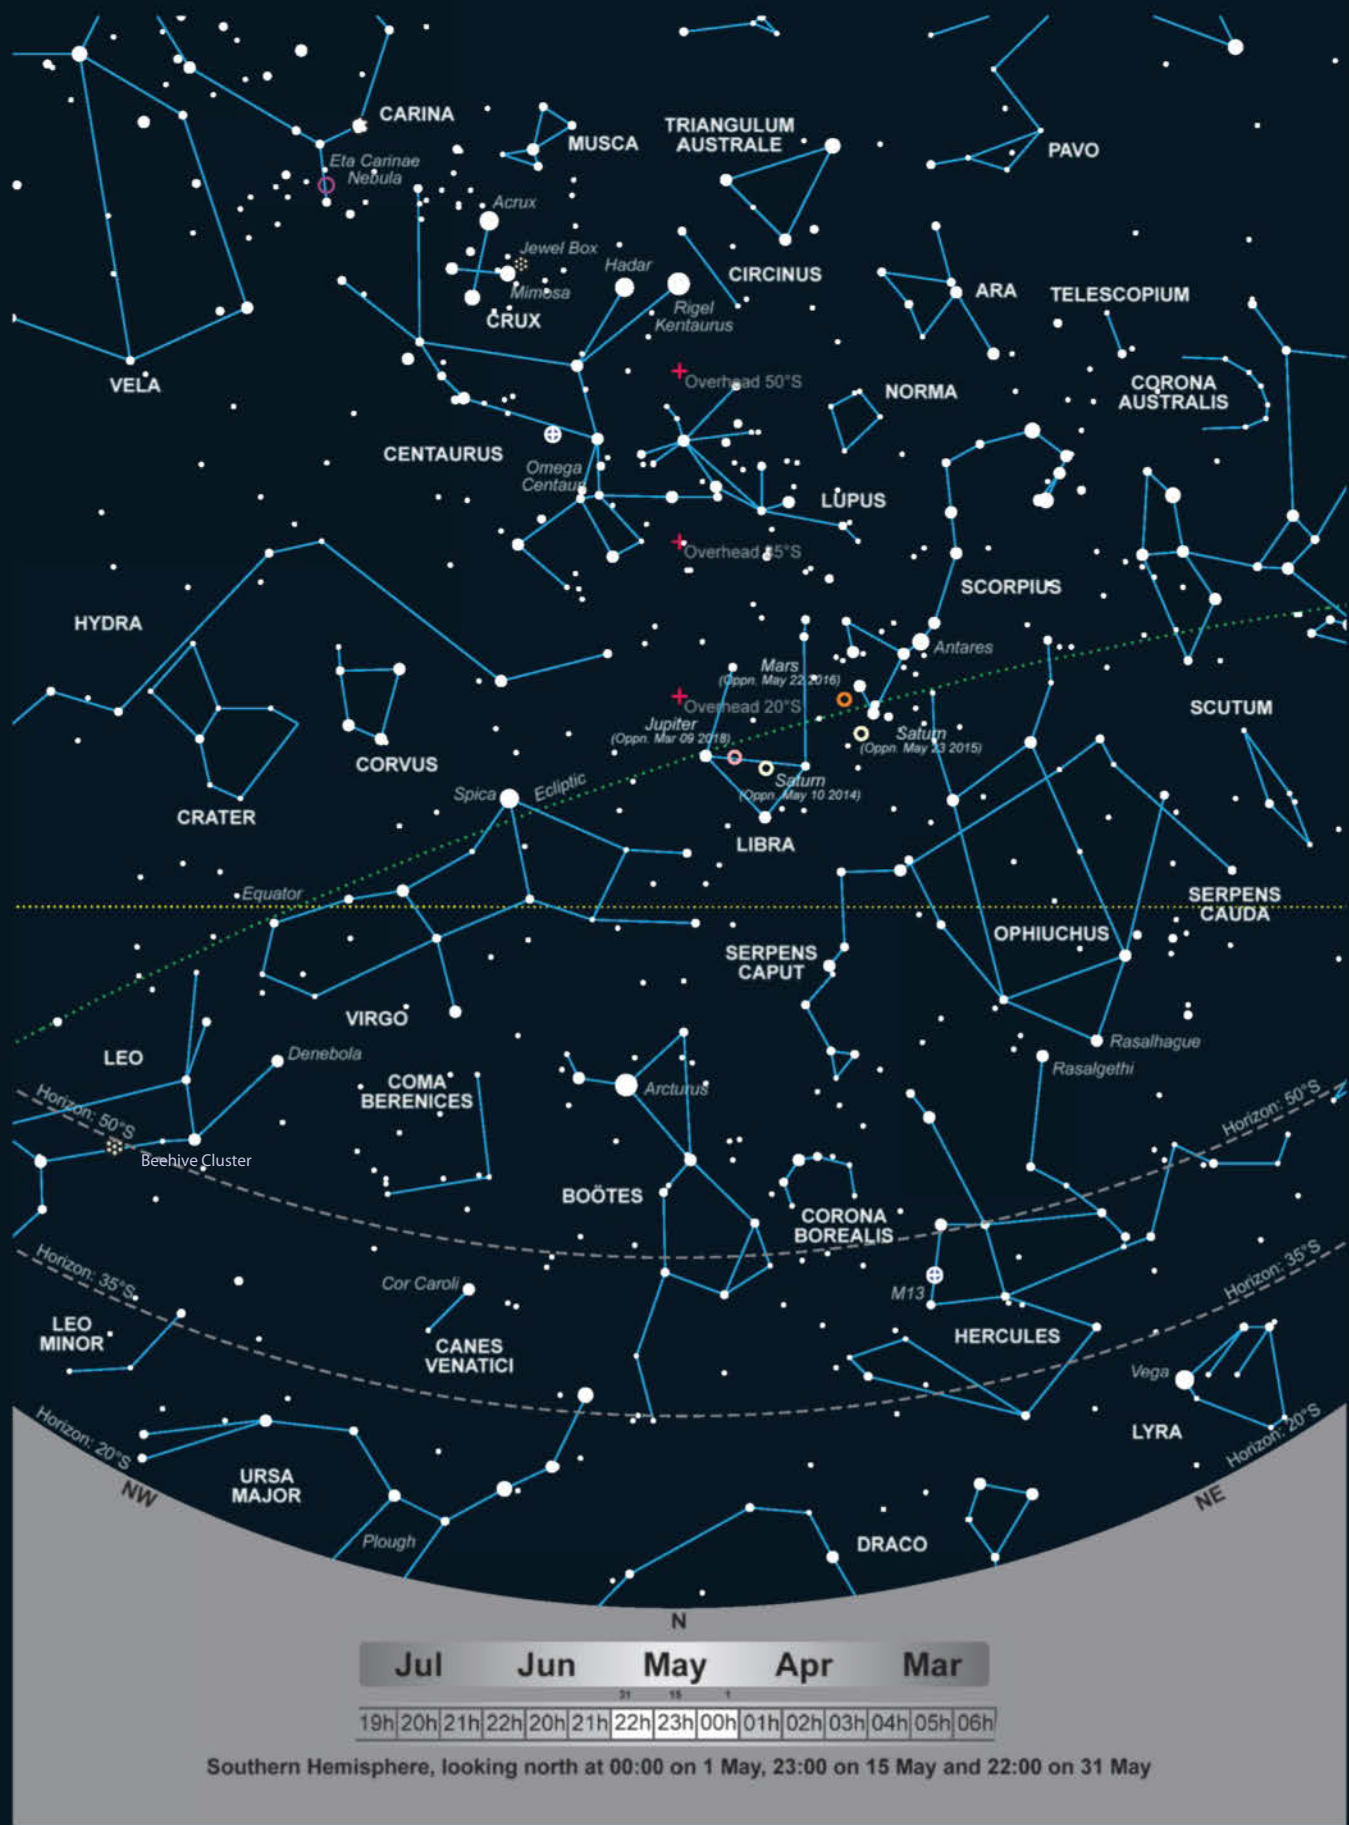 CARINA
Eta Carinae
Nebula
MUSCA
TRIANGULUM
AUSTRALE
PAVO
Acrux
Jewel Box
Mimosa
CRUX
Hadar
Rigel
Kentaurus
CIRCINUS
ARA
TELESCOPIUM
VELA
Overhead 50°S
NORMA
CORONA
AUSTRALIS
CENTAURUS
Omega
Centauri
LUPUS
Overhead 35°S
SCORPIUS
HYDRA
Antares
Mars
(Oppn. May 22 2016)
Overhead 20°S
SCUTUM
Jupiter
(Oppn. Mar 09 2018)
Saturn
(Oppn. May 23 2015)
CORVUS
Saturn
(Oppn. May 10 2014)
Spica
Ecliptic
CRATER
LIBRA
Equator
SERPENS
CAUDA
OPHIUCHUS
SERPENS
CAPUT
VIRGO
Rasalhague
LEO
Denebola
Rasalgethi
COMA
BERENICES
Arcturus
Horizon: 50°S
Horizon: 50°S
Beehive Cluster
BOÖTES
CORONA
BOREALIS
Horizon: 35°S
Horizon: 35°S
Cor Caroli
M13
LEO
MINOR
CANES
VENATICI
HERCULES
Vega
LYRA
Horizon: 20°S
Horizon: 20°S
URSA
MAJOR
NW
NE
Plough
DRACO
N
Jul Jun May Apr Mar
31 15 1
19h 20h 21h 22h 20h 21h 22h 23h 00h 01h 02h 03h 04h 05h 06h
Southern Hemisphere, looking north at 00:00 on 1 May, 23:00 on 15 May and 22:00 on 31 May